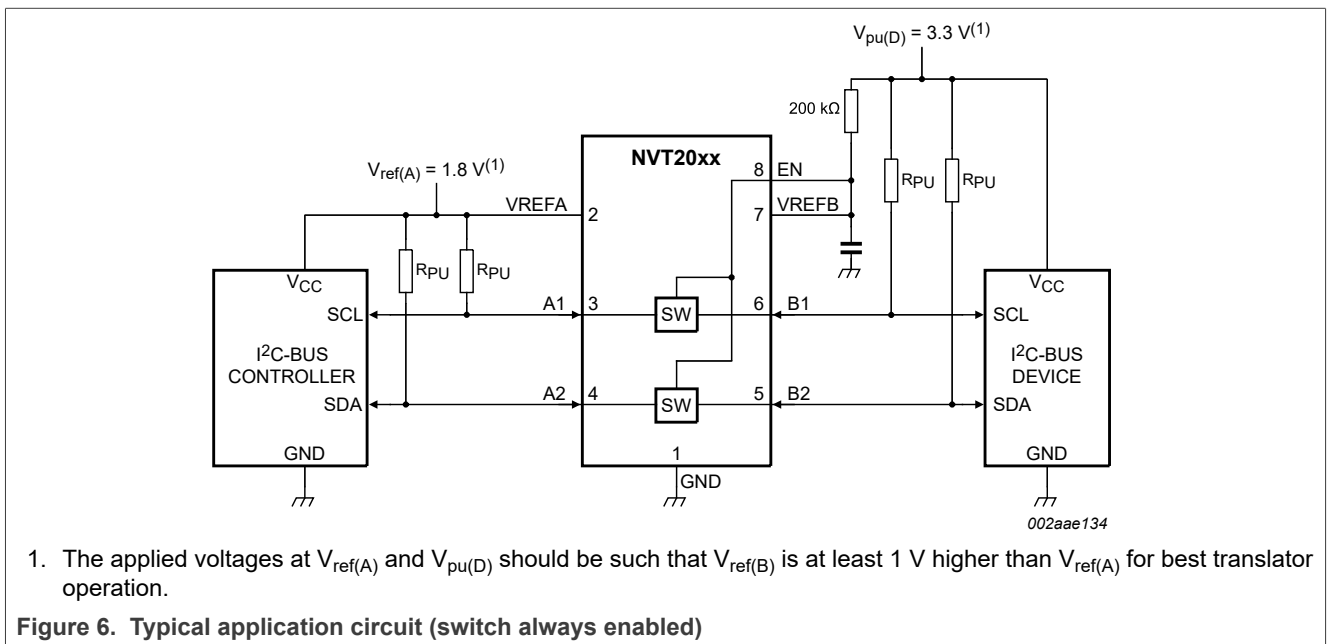 Vpu(D) = 3.3 V(1)
200 kΩ
NVT20xx
Vref(A) = 1.8 V(1)
8 EN
RPU RPU
VREFA 2
7 VREFB
RPU RPU
VCC
VCC
SCL A1 3 SW 6 B1 SCL
I2C-BUS
CONTROLLER
I2C-BUS
DEVICE
SDA A2 4 SW 5 B2 SDA
GND
1
GND
GND
002aae134
1. The applied voltages at Vref(A) and Vpu(D) should be such that Vref(B) is at least 1 V higher than Vref(A) for best translator
operation.
Figure 6. Typical application circuit (switch always enabled)